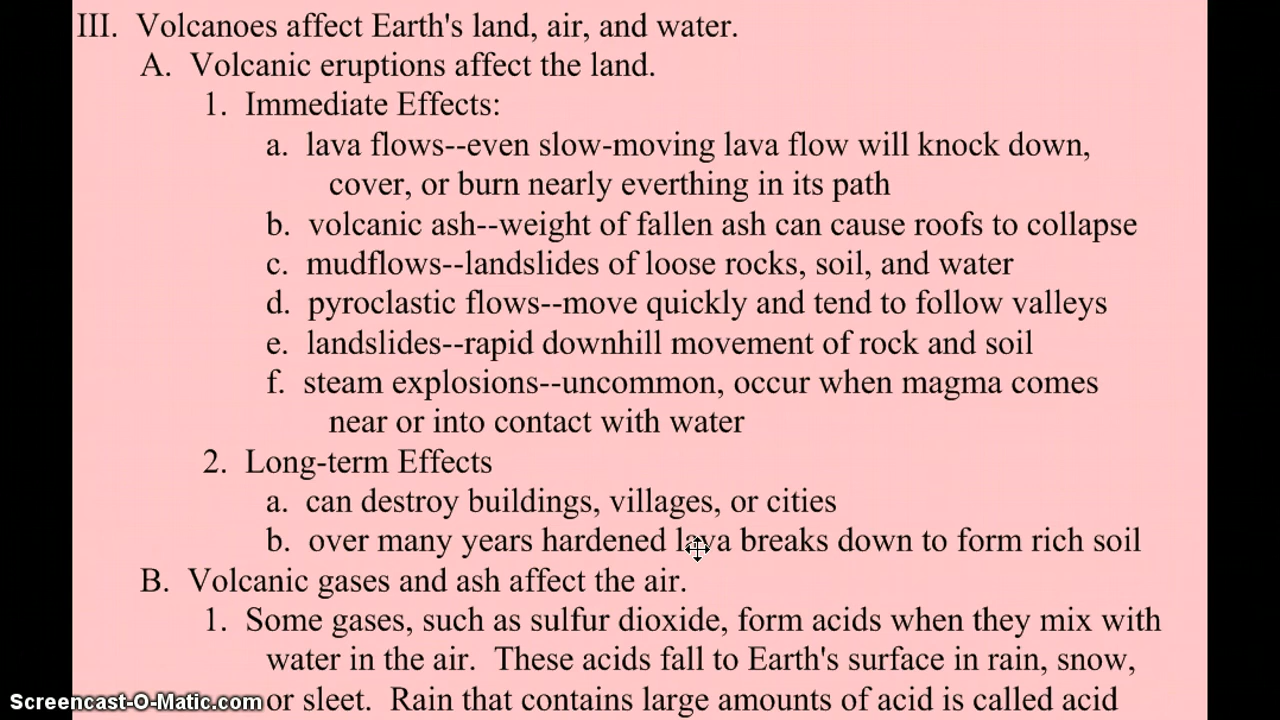 III. Volcanoes affect Earth's land, air, and water.
A. Volcanic eruptions affect the land.
1. Immediate Effects:
a. lava flows--even slow-moving lava flow will knock down,
cover, or burn nearly everthing in its path
b. volcanic ash--weight of fallen ash can cause roofs to collapse
c. mudflows--landslides of loose rocks, soil, and water
d. pyroclastic flows--move quickly and tend to follow valleys
e. landslides--rapid downhill movement of rock and soil
f. steam explosions--uncommon, occur when magma comes
near or into contact with water
2. Long-term Effects
a. can destroy buildings, villages, or cities
b. over many years hardened lava breaks down to form rich soil
B. Volcanic gases and ash affect the air.
1. Some gases, such as sulfur dioxide, form acids when they mix with
water in the air. These acids fall to Earth's surface in rain, snow,
or sleet. Rain that contains large amounts of acid is called acid
Screencast-O-Matic.com